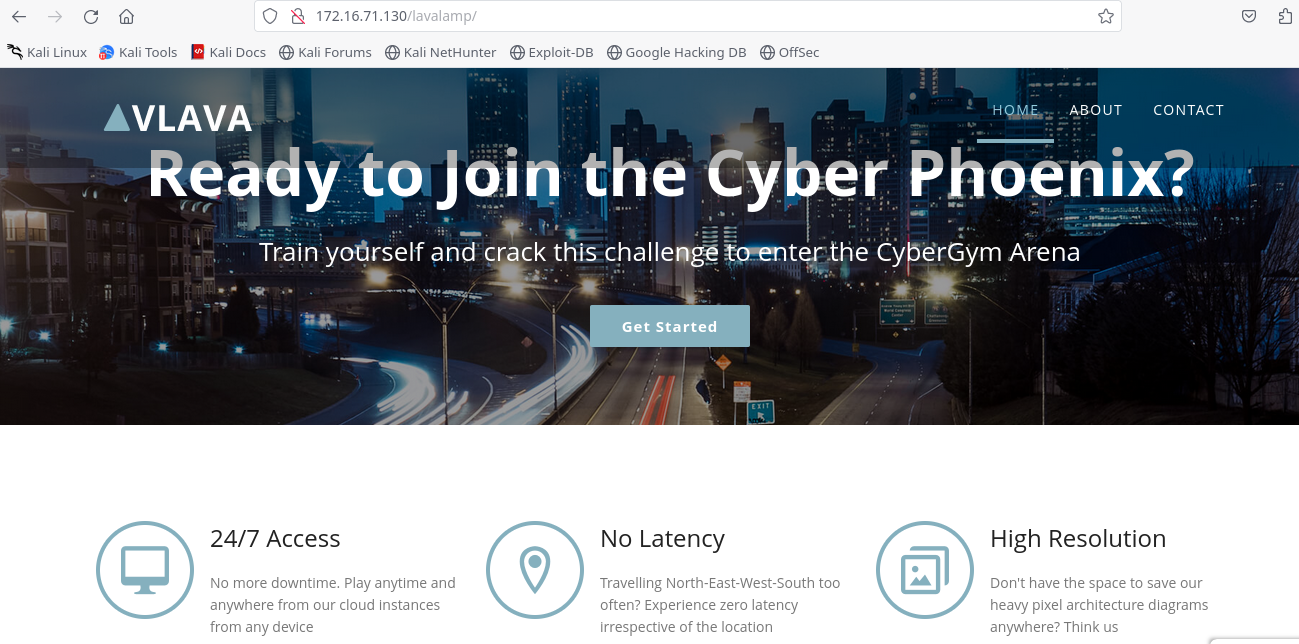 172.16.71.130/lavalamp/
Kali Linux Kali Tools Kali Docs Kali Forums Kali NetHunter Exploit-DB Google Hacking DB OffSec
VLAVA
HOME ABOUT CONTACT
Ready to Join the Cyber Phoenix?
Train yourself and crack this challenge to enter the CyberGym Arena
Get Started
EXIT
24/7 Access
No more downtime. Play anytime and
anywhere from our cloud instances
from any device
No Latency
Travelling North-East-West-South too
often? Experience zero latency
irrespective of the location
High Resolution
Don't have the space to save our
heavy pixel architecture diagrams
anywhere? Think us